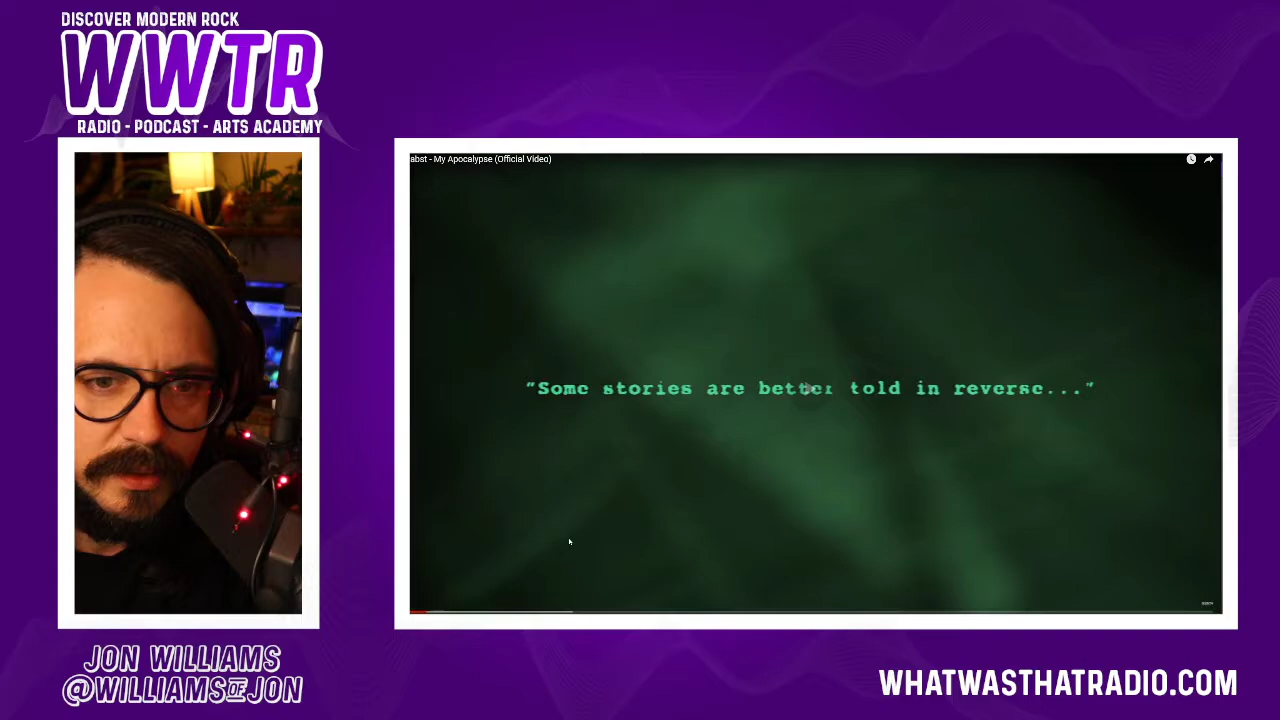 DISCOVER MODERN ROCK
WWTR
RADIO - PODCAST - ARTS ACADEMY
abst - My Apocalypse (Official Video)
"Some stories are better told in reverse..."
JON WILLIAMS
@WILLIAMSOFJON
WHATWASTHATRADIO.COM